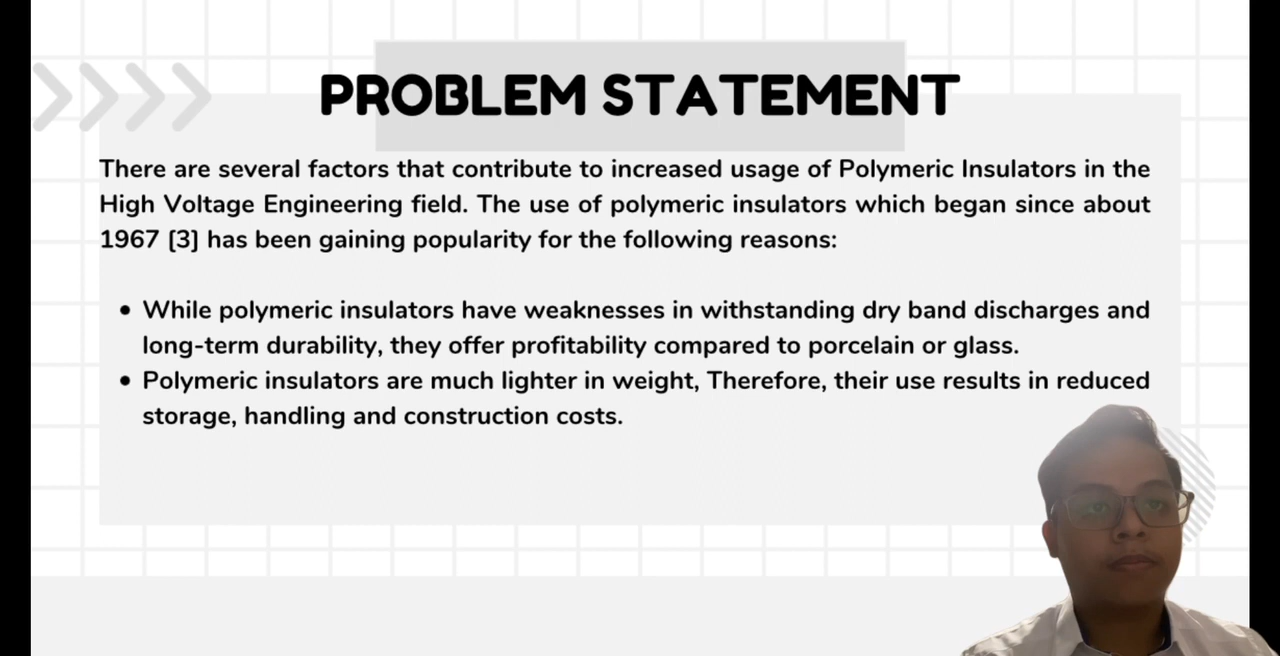 PROBLEM STATEMENT
There are several factors that contribute to increased usage of Polymeric Insulators in the
High Voltage Engineering field. The use of polymeric insulators which began since about
1967 [3] has been gaining popularity for the following reasons:
• While polymeric insulators have weaknesses in withstanding dry band discharges and
long-term durability, they offer profitability compared to porcelain or glass.
• Polymeric insulators are much lighter in weight, Therefore, their use results in reduced
storage, handling and construction costs.